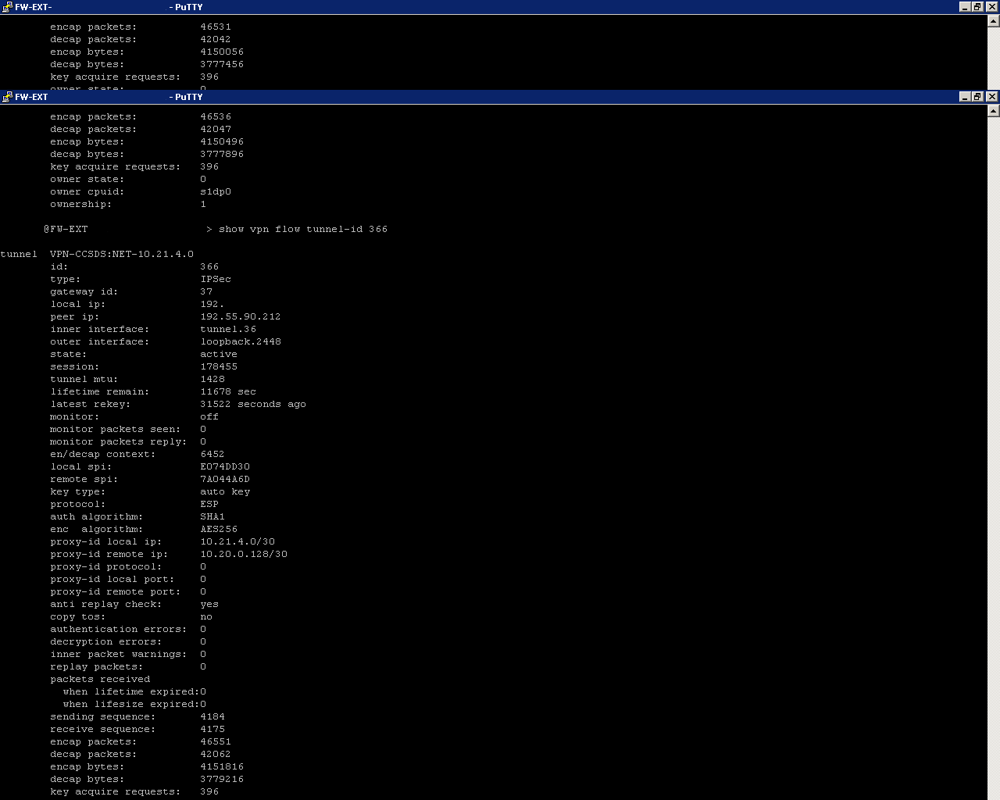 FW-EXT- - PuTTY
encap packets: 46531
decap packets: 42042
encap bytes: 4150056
decap bytes: 3777456
key acquire requests: 396
owner state: 0
FW-EXT - PuTTY
encap packets: 46536
decap packets: 42047
encap bytes: 4150496
decap bytes: 3777896
key acquire requests: 396
owner state: 0
owner cpuid: s1dp0
ownership: 1
@FW-EXT > show vpn flow tunnel-id 366
tunnel VPN-CCSDS:NET-10.21.4.0
id: 366
type: IPSec
gateway id: 37
local ip: 192.
peer ip: 192.55.90.212
inner interface: tunnel.36
outer interface: loopback.2448
state: active
session: 178455
tunnel mtu: 1428
lifetime remain: 11678 sec
latest rekey: 31522 seconds ago
monitor: off
monitor packets seen: 0
monitor packets reply: 0
en/decap context: 6452
local spi: E074DD30
remote spi: 7A044A6D
key type: auto key
protocol: ESP
auth algorithm: SHA1
enc  algorithm: AES256
proxy-id local ip: 10.21.4.0/30
proxy-id remote ip: 10.20.0.128/30
proxy-id protocol: 0
proxy-id local port: 0
proxy-id remote port: 0
anti replay check: yes
copy tos: no
authentication errors: 0
decryption errors: 0
inner packet warnings: 0
replay packets: 0
packets received
when lifetime expired:0
when lifesize expired:0
sending sequence: 4184
receive sequence: 4175
encap packets: 46551
decap packets: 42062
encap bytes: 4151816
decap bytes: 3779216
key acquire requests: 396